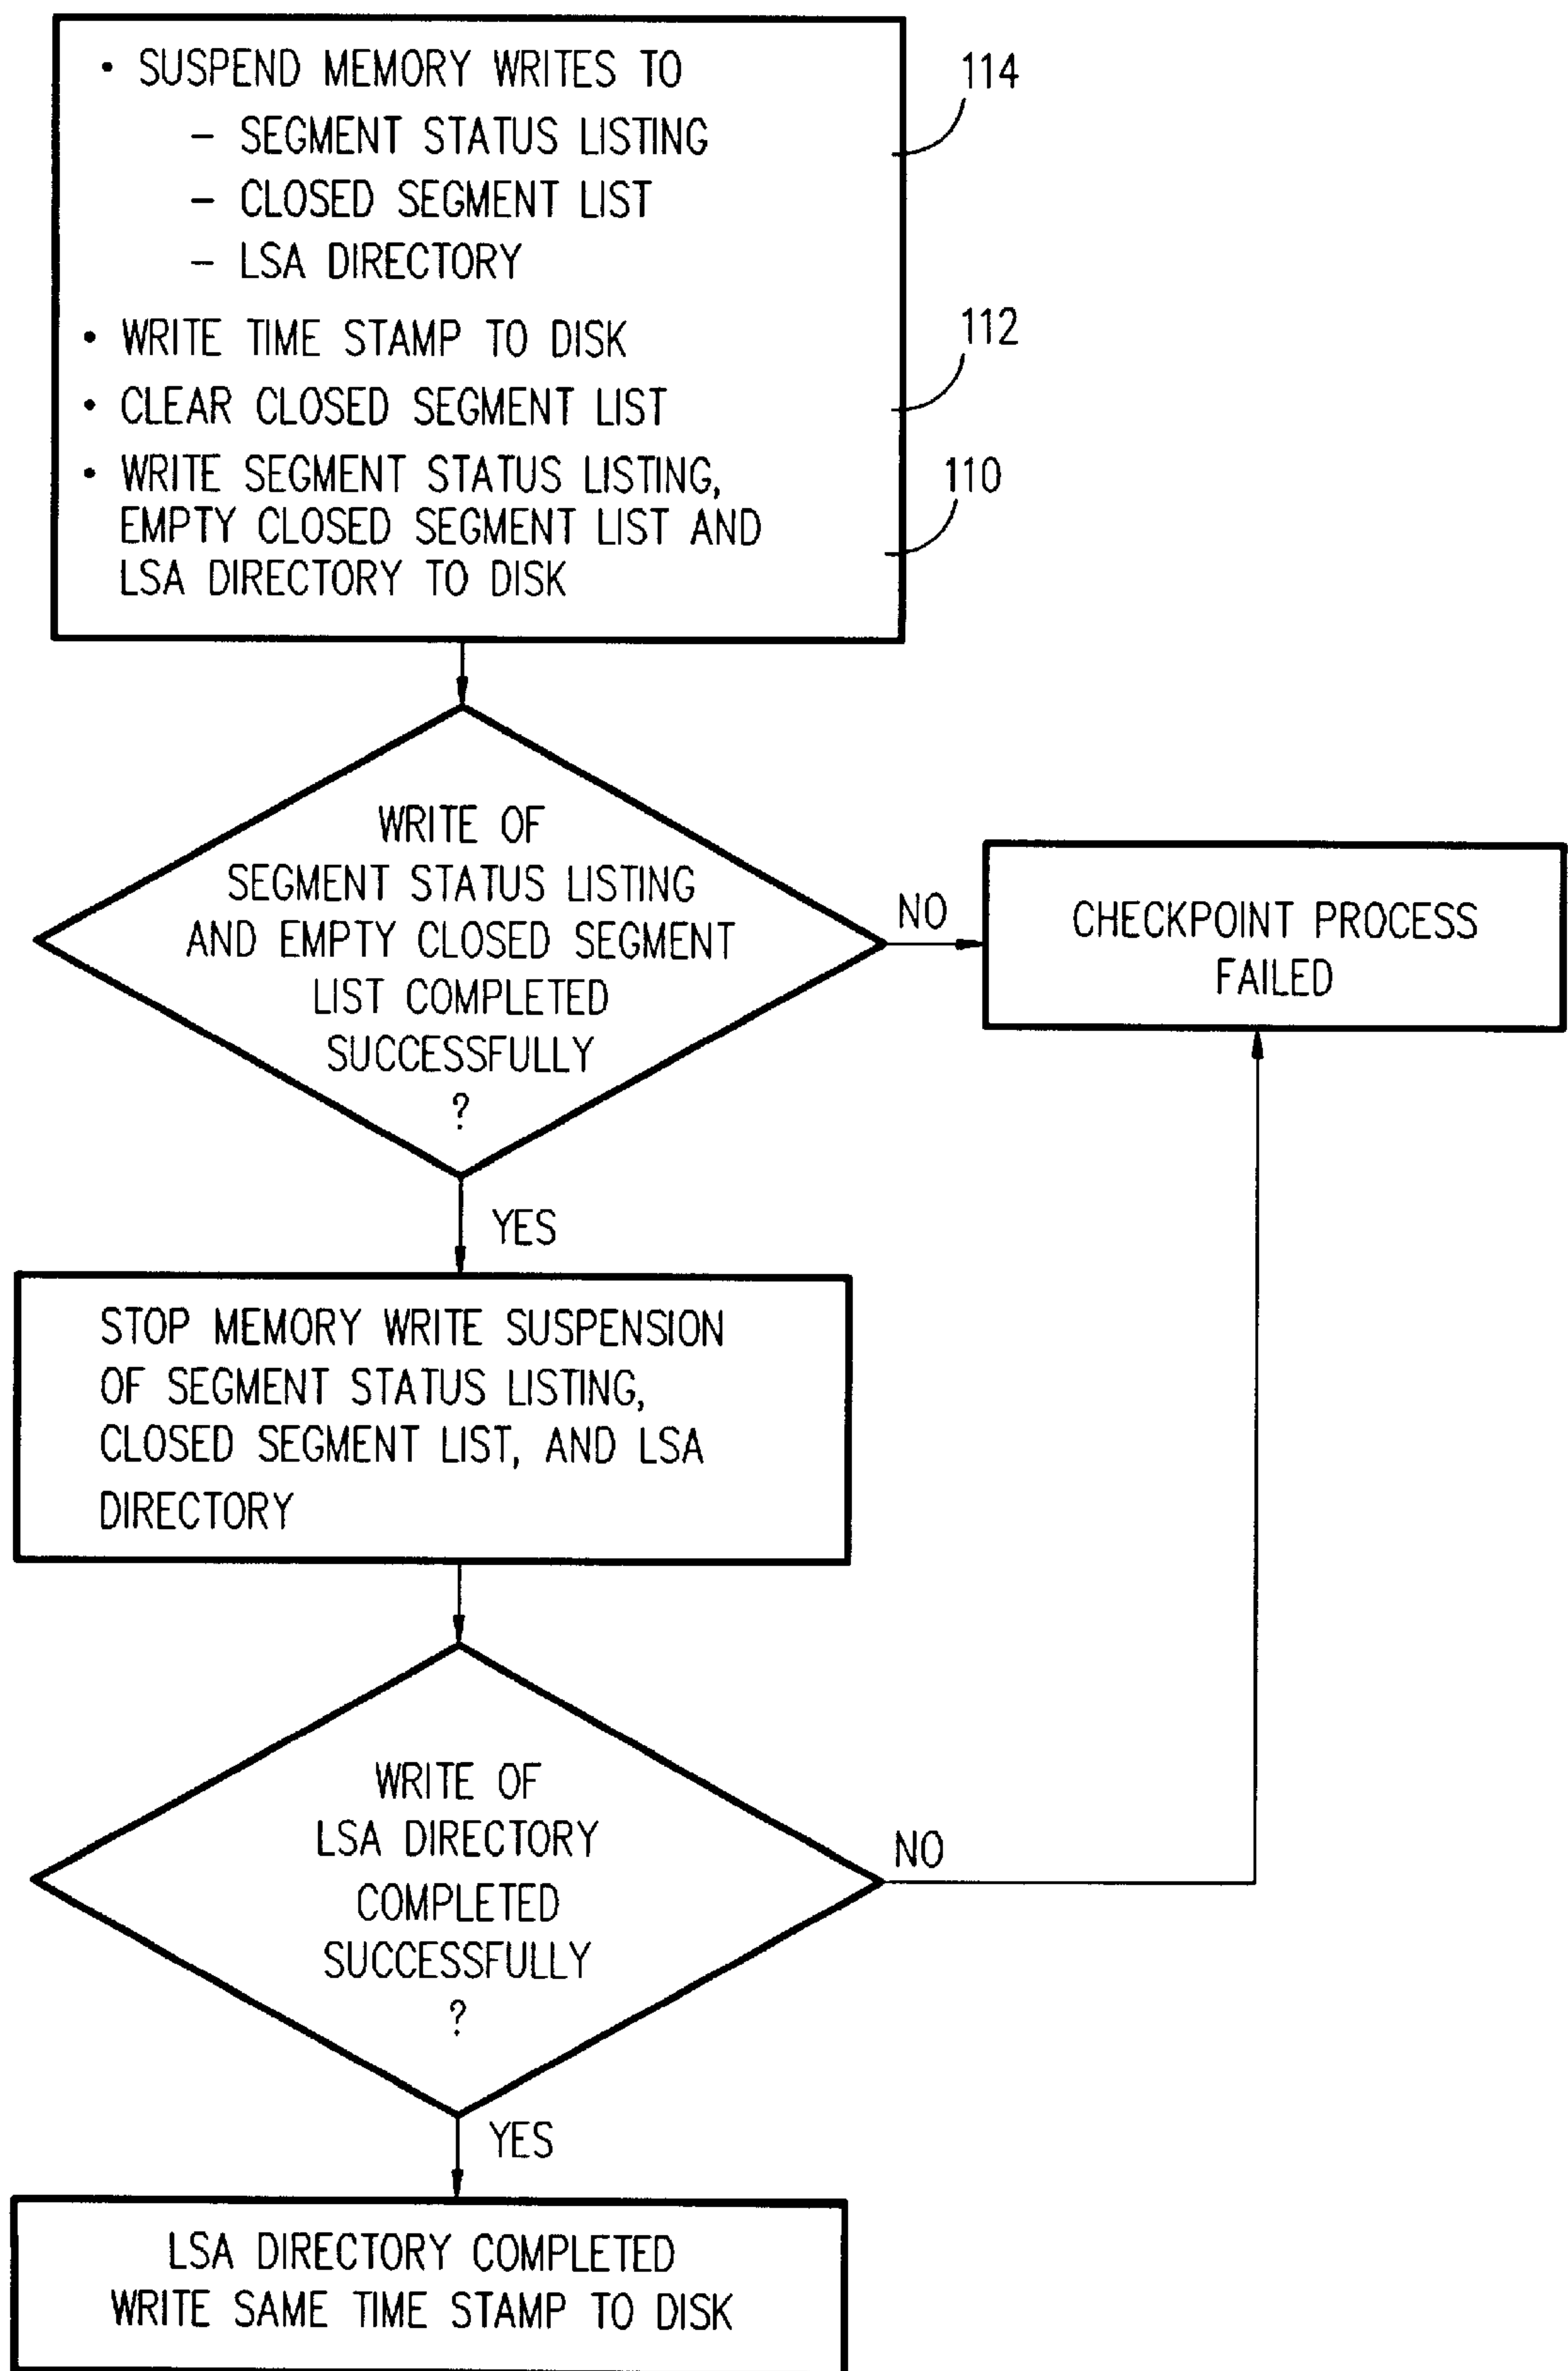 • SUSPEND MEMORY WRITES TO
– SEGMENT STATUS LISTING
– CLOSED SEGMENT LIST
– LSA DIRECTORY
• WRITE TIME STAMP TO DISK
• CLEAR CLOSED SEGMENT LIST
• WRITE SEGMENT STATUS LISTING,
EMPTY CLOSED SEGMENT LIST AND
LSA DIRECTORY TO DISK
114
112
110
WRITE OF
SEGMENT STATUS LISTING
AND EMPTY CLOSED SEGMENT
LIST COMPLETED
SUCCESSFULLY
?
NO
CHECKPOINT PROCESS
FAILED
YES
STOP MEMORY WRITE SUSPENSION
OF SEGMENT STATUS LISTING,
CLOSED SEGMENT LIST, AND LSA
DIRECTORY
WRITE OF
LSA DIRECTORY
COMPLETED
SUCCESSFULLY
?
NO
YES
LSA DIRECTORY COMPLETED
WRITE SAME TIME STAMP TO DISK